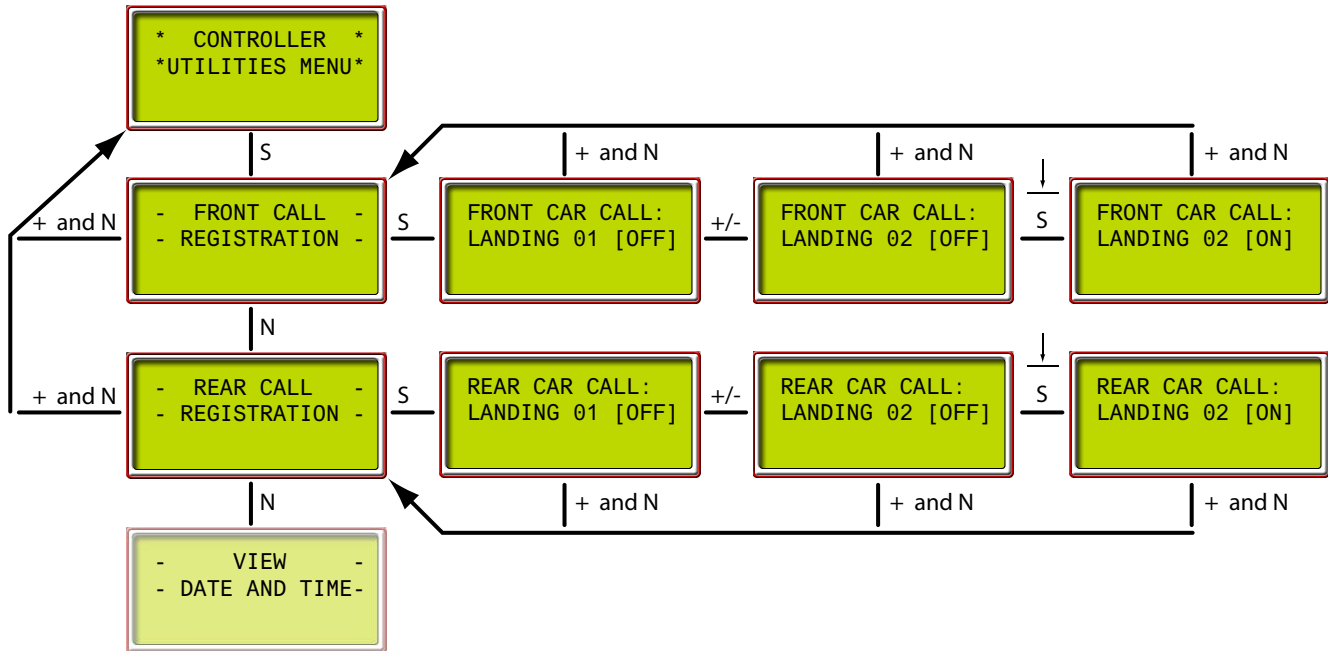 *  CONTROLLER  *
*UTILITIES MENU*
S
+ and N
+ and N
+ and N
+ and N
-  FRONT CALL  -
- REGISTRATION -
S
FRONT CAR CALL:
LANDING 01 [OFF]
+/-
FRONT CAR CALL:
LANDING 02 [OFF]
S
FRONT CAR CALL:
LANDING 02 [ON]
N
+ and N
-  REAR CALL   -
- REGISTRATION -
S
REAR CAR CALL:
LANDING 01 [OFF]
+/-
REAR CAR CALL:
LANDING 02 [OFF]
S
REAR CAR CALL:
LANDING 02 [ON]
N
+ and N
+ and N
+ and N
-     VIEW     -
- DATE AND TIME-